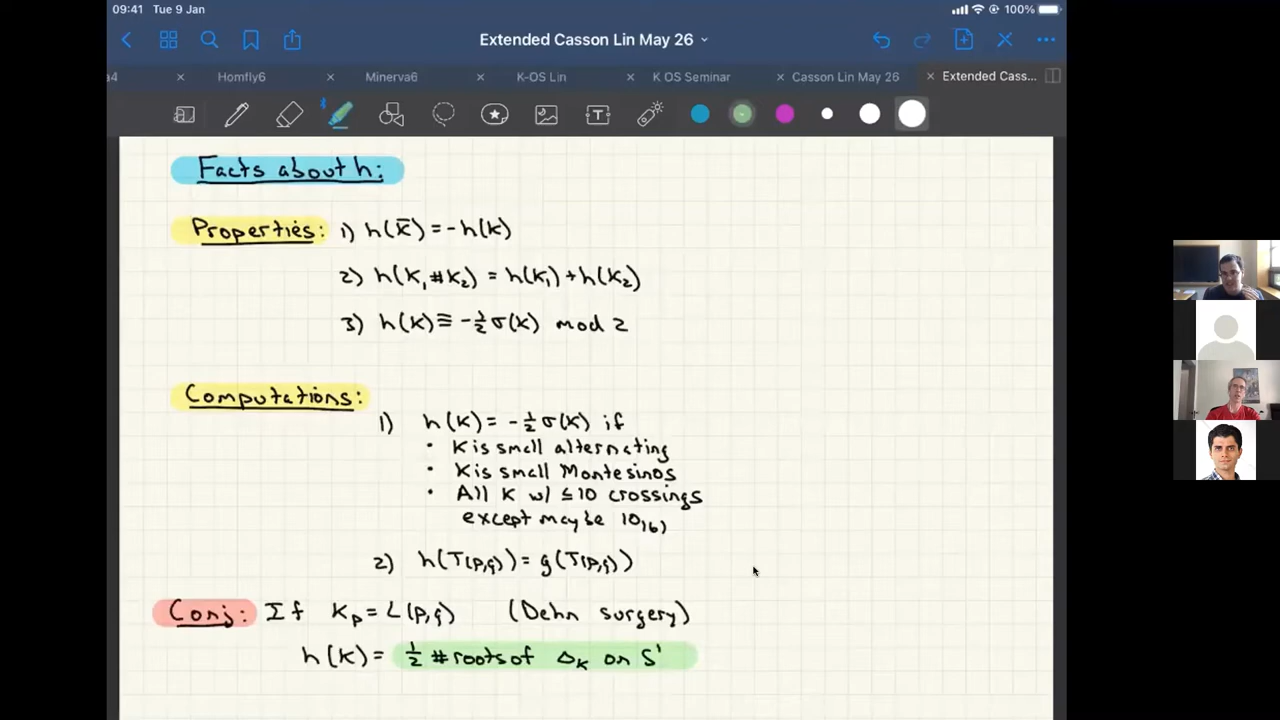 09:41 Tue 9 Jan 100%
Extended Casson Lin May 26
a4 Homfly6 Minerva6 K-OS Lin K OS Seminar Casson Lin May 26 Extended Cass...
Facts about h:
Properties: 1) h(K̄) = -h(K)
2) h(K₁#K₂) = h(K₁) + h(K₂)
3) h(K) ≡ -½σ(K) mod 2
Computations:
1) h(K) = -½σ(K) if
• K is small alternating
• K is small Montesinos
• All K w/ ≤10 crossings
except maybe 10₁₆₁
2) h(T(p,q)) = g(T(p,q))
Conj: If K_p = L(p,q) (Dehn surgery)
h(K) = ½ # roots of Δ_K on S¹